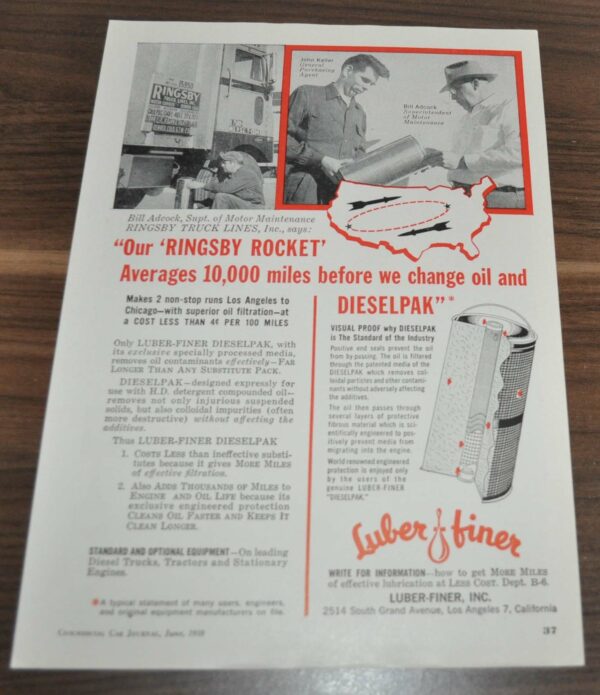 RINGSBY
John Keller
General
Purchasing
Agent
Bill Adcock
Superintendent
of Motor
Maintenance
Bill Adcock, Supt. of Motor Maintenance
RINGSBY TRUCK LINES, Inc., says:
“Our ‘RINGSBY ROCKET’
Averages 10,000 miles before we change oil and
DIESELPAK”*
Makes 2 non-stop runs Los Angeles to
Chicago—with superior oil filtration—at
a COST LESS THAN 4¢ PER 100 MILES
Only LUBER-FINER DIESELPAK, with
its exclusive specially processed media,
removes oil contaminants effectively—FAR
LONGER THAN ANY SUBSTITUTE PACK.
DIESELPAK—designed expressly for
use with H.D. detergent compounded oil—
removes not only injurious suspended
solids, but also colloidal impurities (often
more destructive) without affecting the
additives.
Thus LUBER-FINER DIESELPAK
1. COSTS LESS than ineffective substi-
tutes because it gives MORE MILES
of effective filtration.
2. Also ADDS THOUSANDS OF MILES TO
ENGINE AND OIL LIFE because its
exclusive engineered protection
CLEANS OIL FASTER AND KEEPS IT
CLEAN LONGER.
STANDARD AND OPTIONAL EQUIPMENT—On leading
Diesel Trucks, Tractors and Stationary
Engines.
*A typical statement of many users, engineers,
and original equipment manufacturers on file.
VISUAL PROOF why DIESELPAK
is The Standard of the Industry
Positive end seals prevent the oil
from by-passing. The oil is filtered
through the patented media of the
DIESELPAK which removes col-
loidal particles and other contami-
nants without adversely affecting
the additives.
The oil then passes through
several layers of protective
fibrous material which is sci-
entifically engineered to pos-
itively prevent media from
migrating into the engine.
World renowned engineered
protection is enjoyed only
by the users of the
genuine LUBER-FINER
“DIESELPAK.”
Luber-finer
WRITE FOR INFORMATION—how to get MORE MILES
of effective lubrication at LESS COST. Dept. B-6.
LUBER-FINER, INC.
2514 South Grand Avenue, Los Angeles 7, California
COMMERCIAL CAR JOURNAL, June, 1958
37